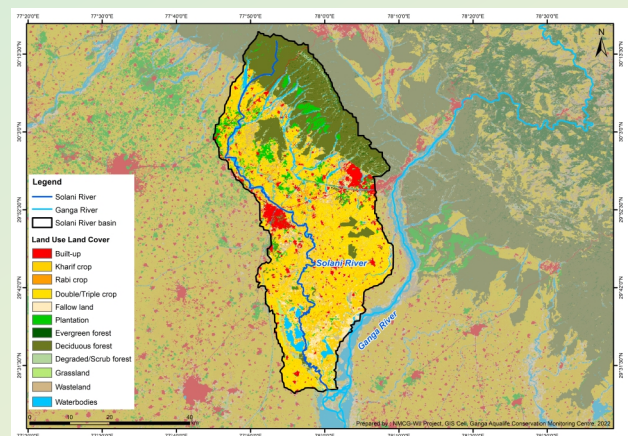 77°20'0"E 77°30'0"E 77°40'0"E 77°50'0"E 78°0'0"E 78°10'0"E 78°20'0"E 78°30'0"E
N
30°13'30"N
30°3'0"N
29°52'30"N
29°42'0"N
29°31'30"N
Legend
Solani River
Ganga River
Solani River basin
Land Use Land Cover
Built-up
Kharif crop
Rabi crop
Double/Triple crop
Fallow land
Plantation
Evergreen forest
Deciduous forest
Degraded/Scrub forest
Grassland
Wasteland
Waterbodies
Solani River
Ganga River
0 10 20 40
Prepared by : NMCG-WII Project, GIS Cell, Ganga Aqualife Conservation Monitoring Centre, 2022